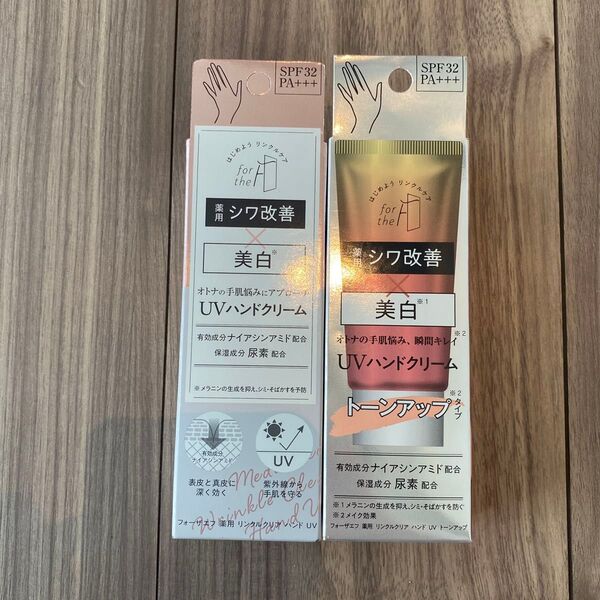 SPF32
PA+++
はじめよう リンクルケア
for
the
薬用 シワ改善
×
美白※
オトナの手肌悩みにアプローチ
UVハンドクリーム
有効成分 ナイアシンアミド 配合
保湿成分 尿素 配合
※メラニンの生成を抑え、シミ・そばかすを予防
有効成分
ナイアシンアミド
表皮と真皮に
深く効く
UV
紫外線から
手肌を守る
Wrinkle
Hand U
フォーザエフ 薬用 リンクルクリア ハンド UV
SPF32
PA+++
はじめよう リンクルケア
for
the
薬用 シワ改善
×
美白※1
オトナの手肌悩み、瞬間キレイ※2
UVハンドクリーム
トーンアップタイプ※2
有効成分 ナイアシンアミド 配合
保湿成分 尿素 配合
※1 メラニンの生成を抑え、シミ・そばかすを防ぐ
※2 メイク効果
フォーザエフ 薬用 リンクルクリア ハンド UV トーンアップ